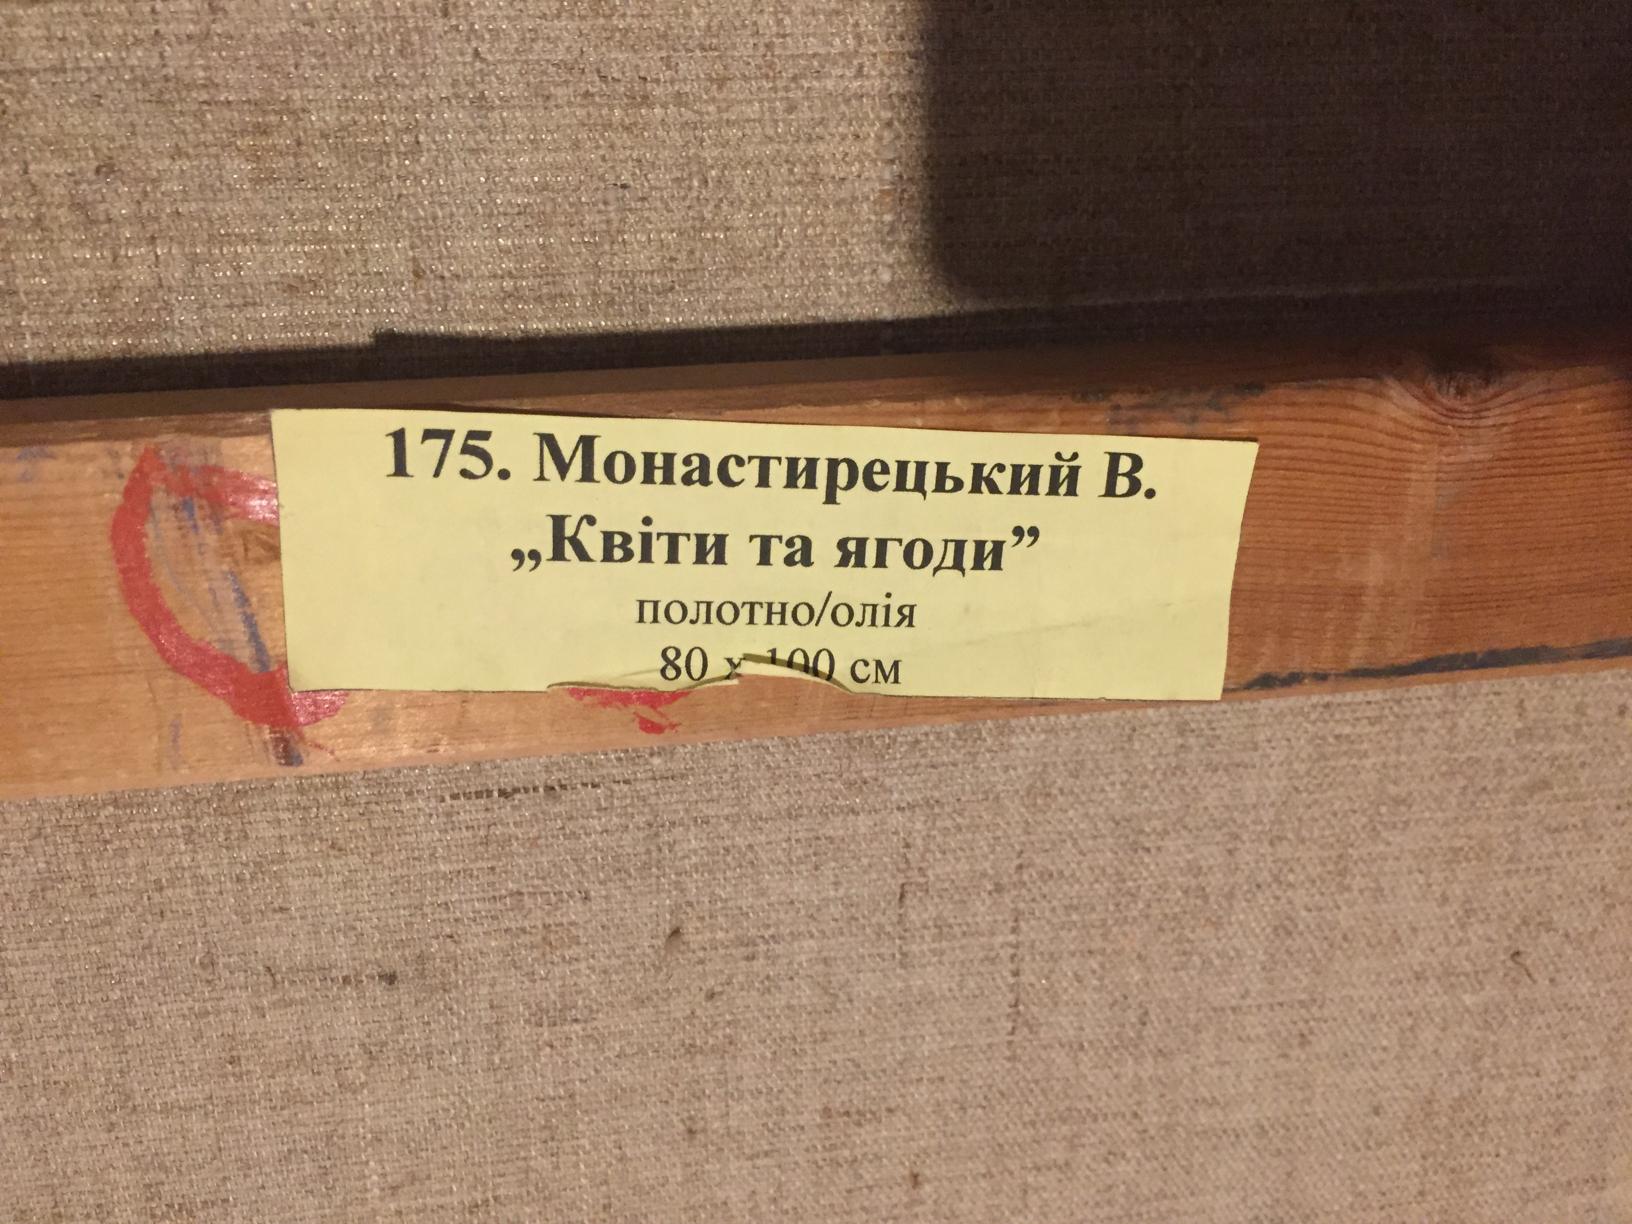 175. Монастирецький В.
„Квіти та ягоди”
полотно/олія
80 х 100 см